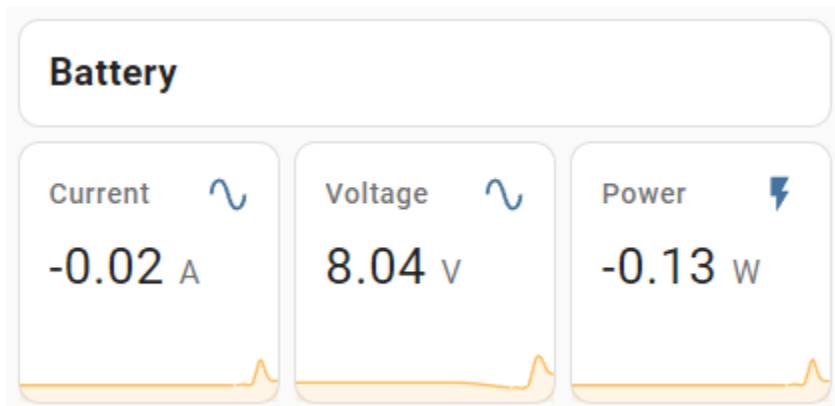 Battery
Current
-0.02 A
Voltage
8.04 V
Power
-0.13 W